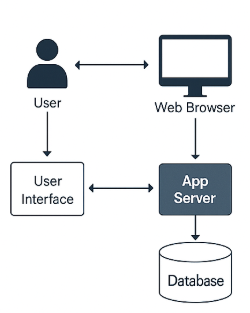 User
Web Browser
User
Interface
App
Server
Database